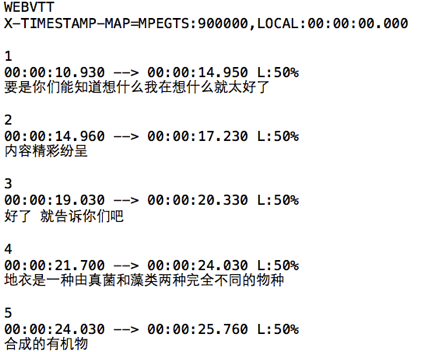 WEBVTT
X-TIMESTAMP-MAP=MPEGTS:900000,LOCAL:00:00:00.000
1
00:00:10.930 --> 00:00:14.950 L:50%
要是你们能知道想什么我在想什么就太好了
2
00:00:14.960 --> 00:00:17.230 L:50%
内容精彩纷呈
3
00:00:19.030 --> 00:00:20.330 L:50%
好了 就告诉你们吧
4
00:00:21.700 --> 00:00:24.030 L:50%
地衣是一种由真菌和藻类两种完全不同的物种
5
00:00:24.030 --> 00:00:25.760 L:50%
合成的有机物